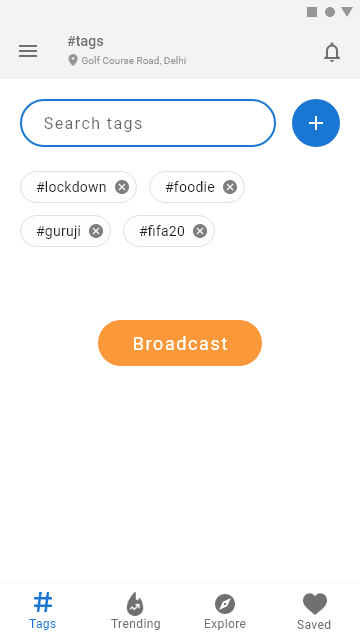 #tags
Golf Course Road, Delhi
Search tags
#lockdown #foodie
#guruji #fifa20
Broadcast
Tags Trending Explore Saved